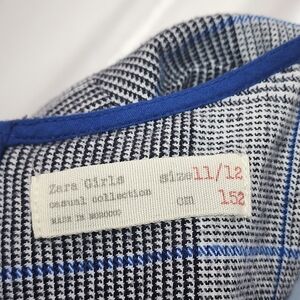 Zara Girls size 11/12
casual collection cm 152
MADE IN MOROCCO